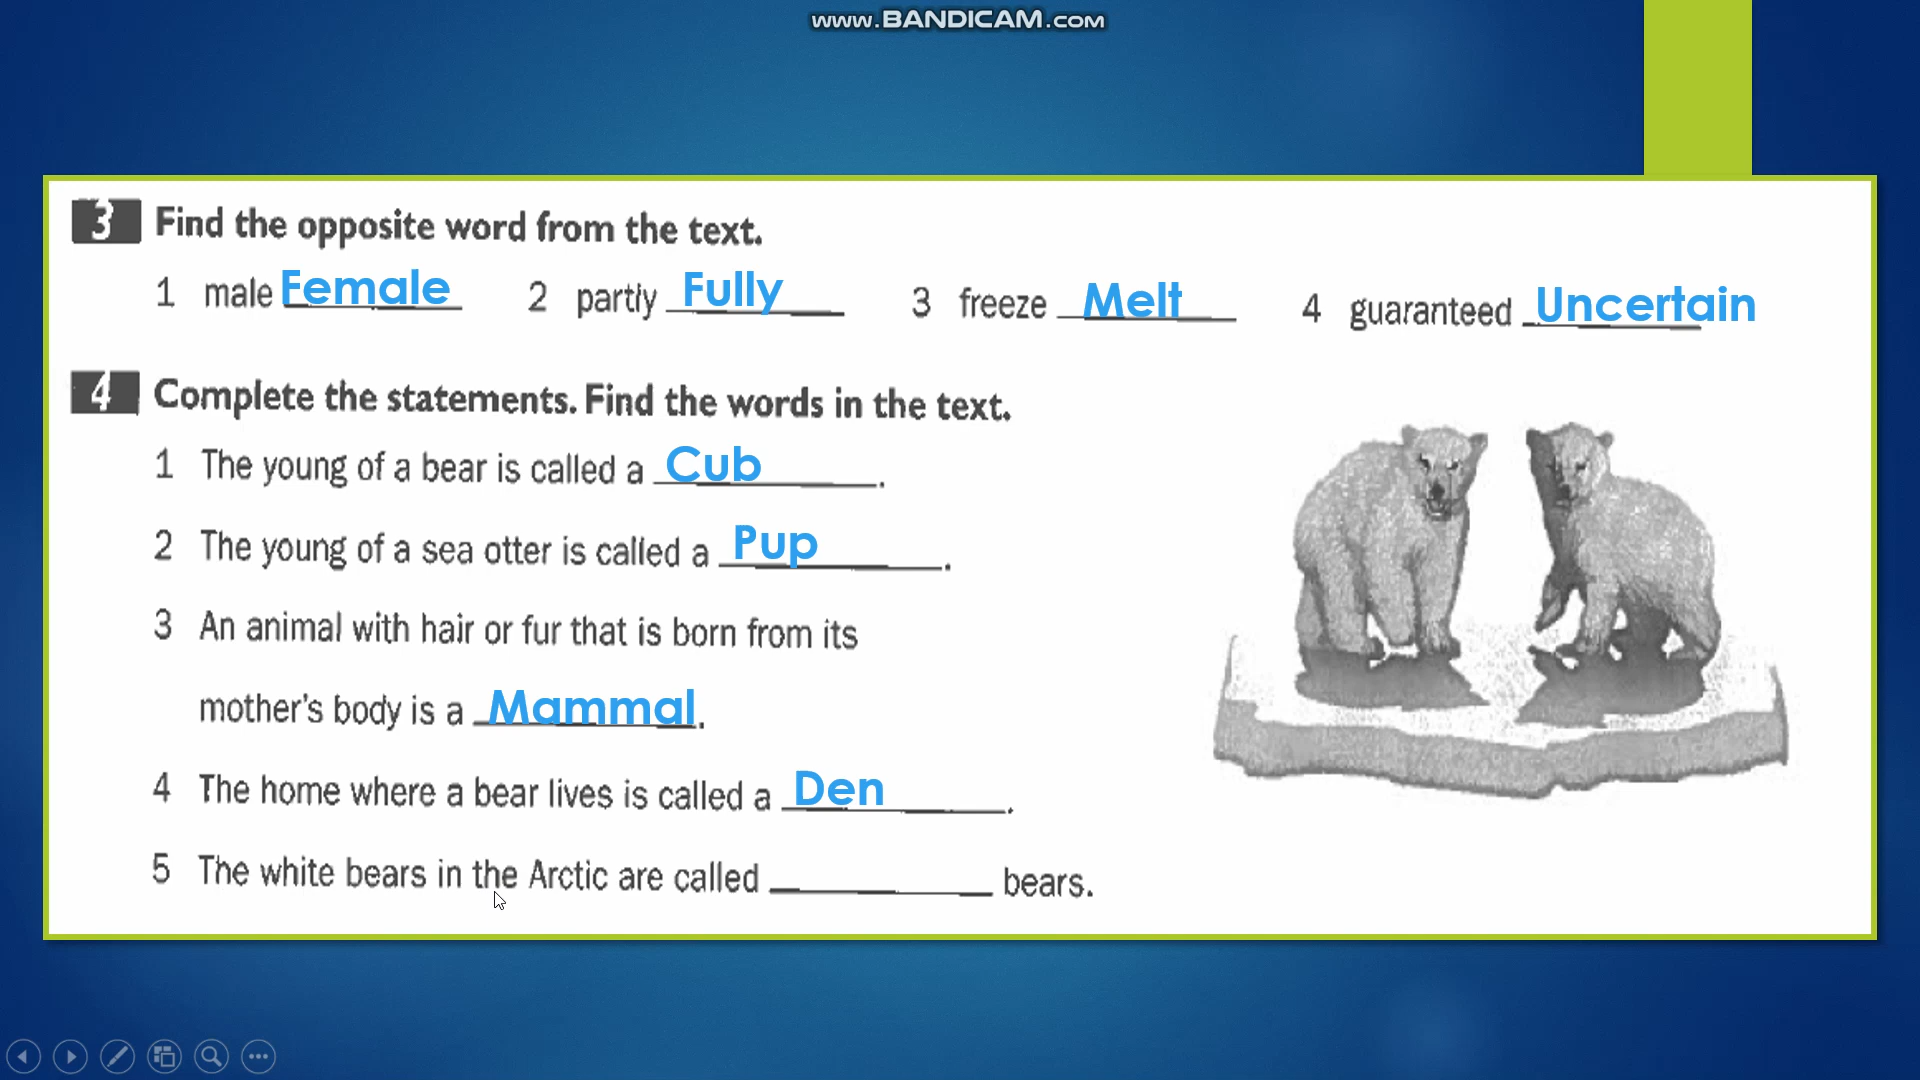 www.BANDICAM.com
3 Find the opposite word from the text.
1 male Female 2 partly Fully 3 freeze Melt 4 guaranteed Uncertain
4 Complete the statements. Find the words in the text.
1 The young of a bear is called a Cub.
2 The young of a sea otter is called a Pup.
3 An animal with hair or fur that is born from its
mother's body is a Mammal.
4 The home where a bear lives is called a Den.
5 The white bears in the Arctic are called ____________ bears.